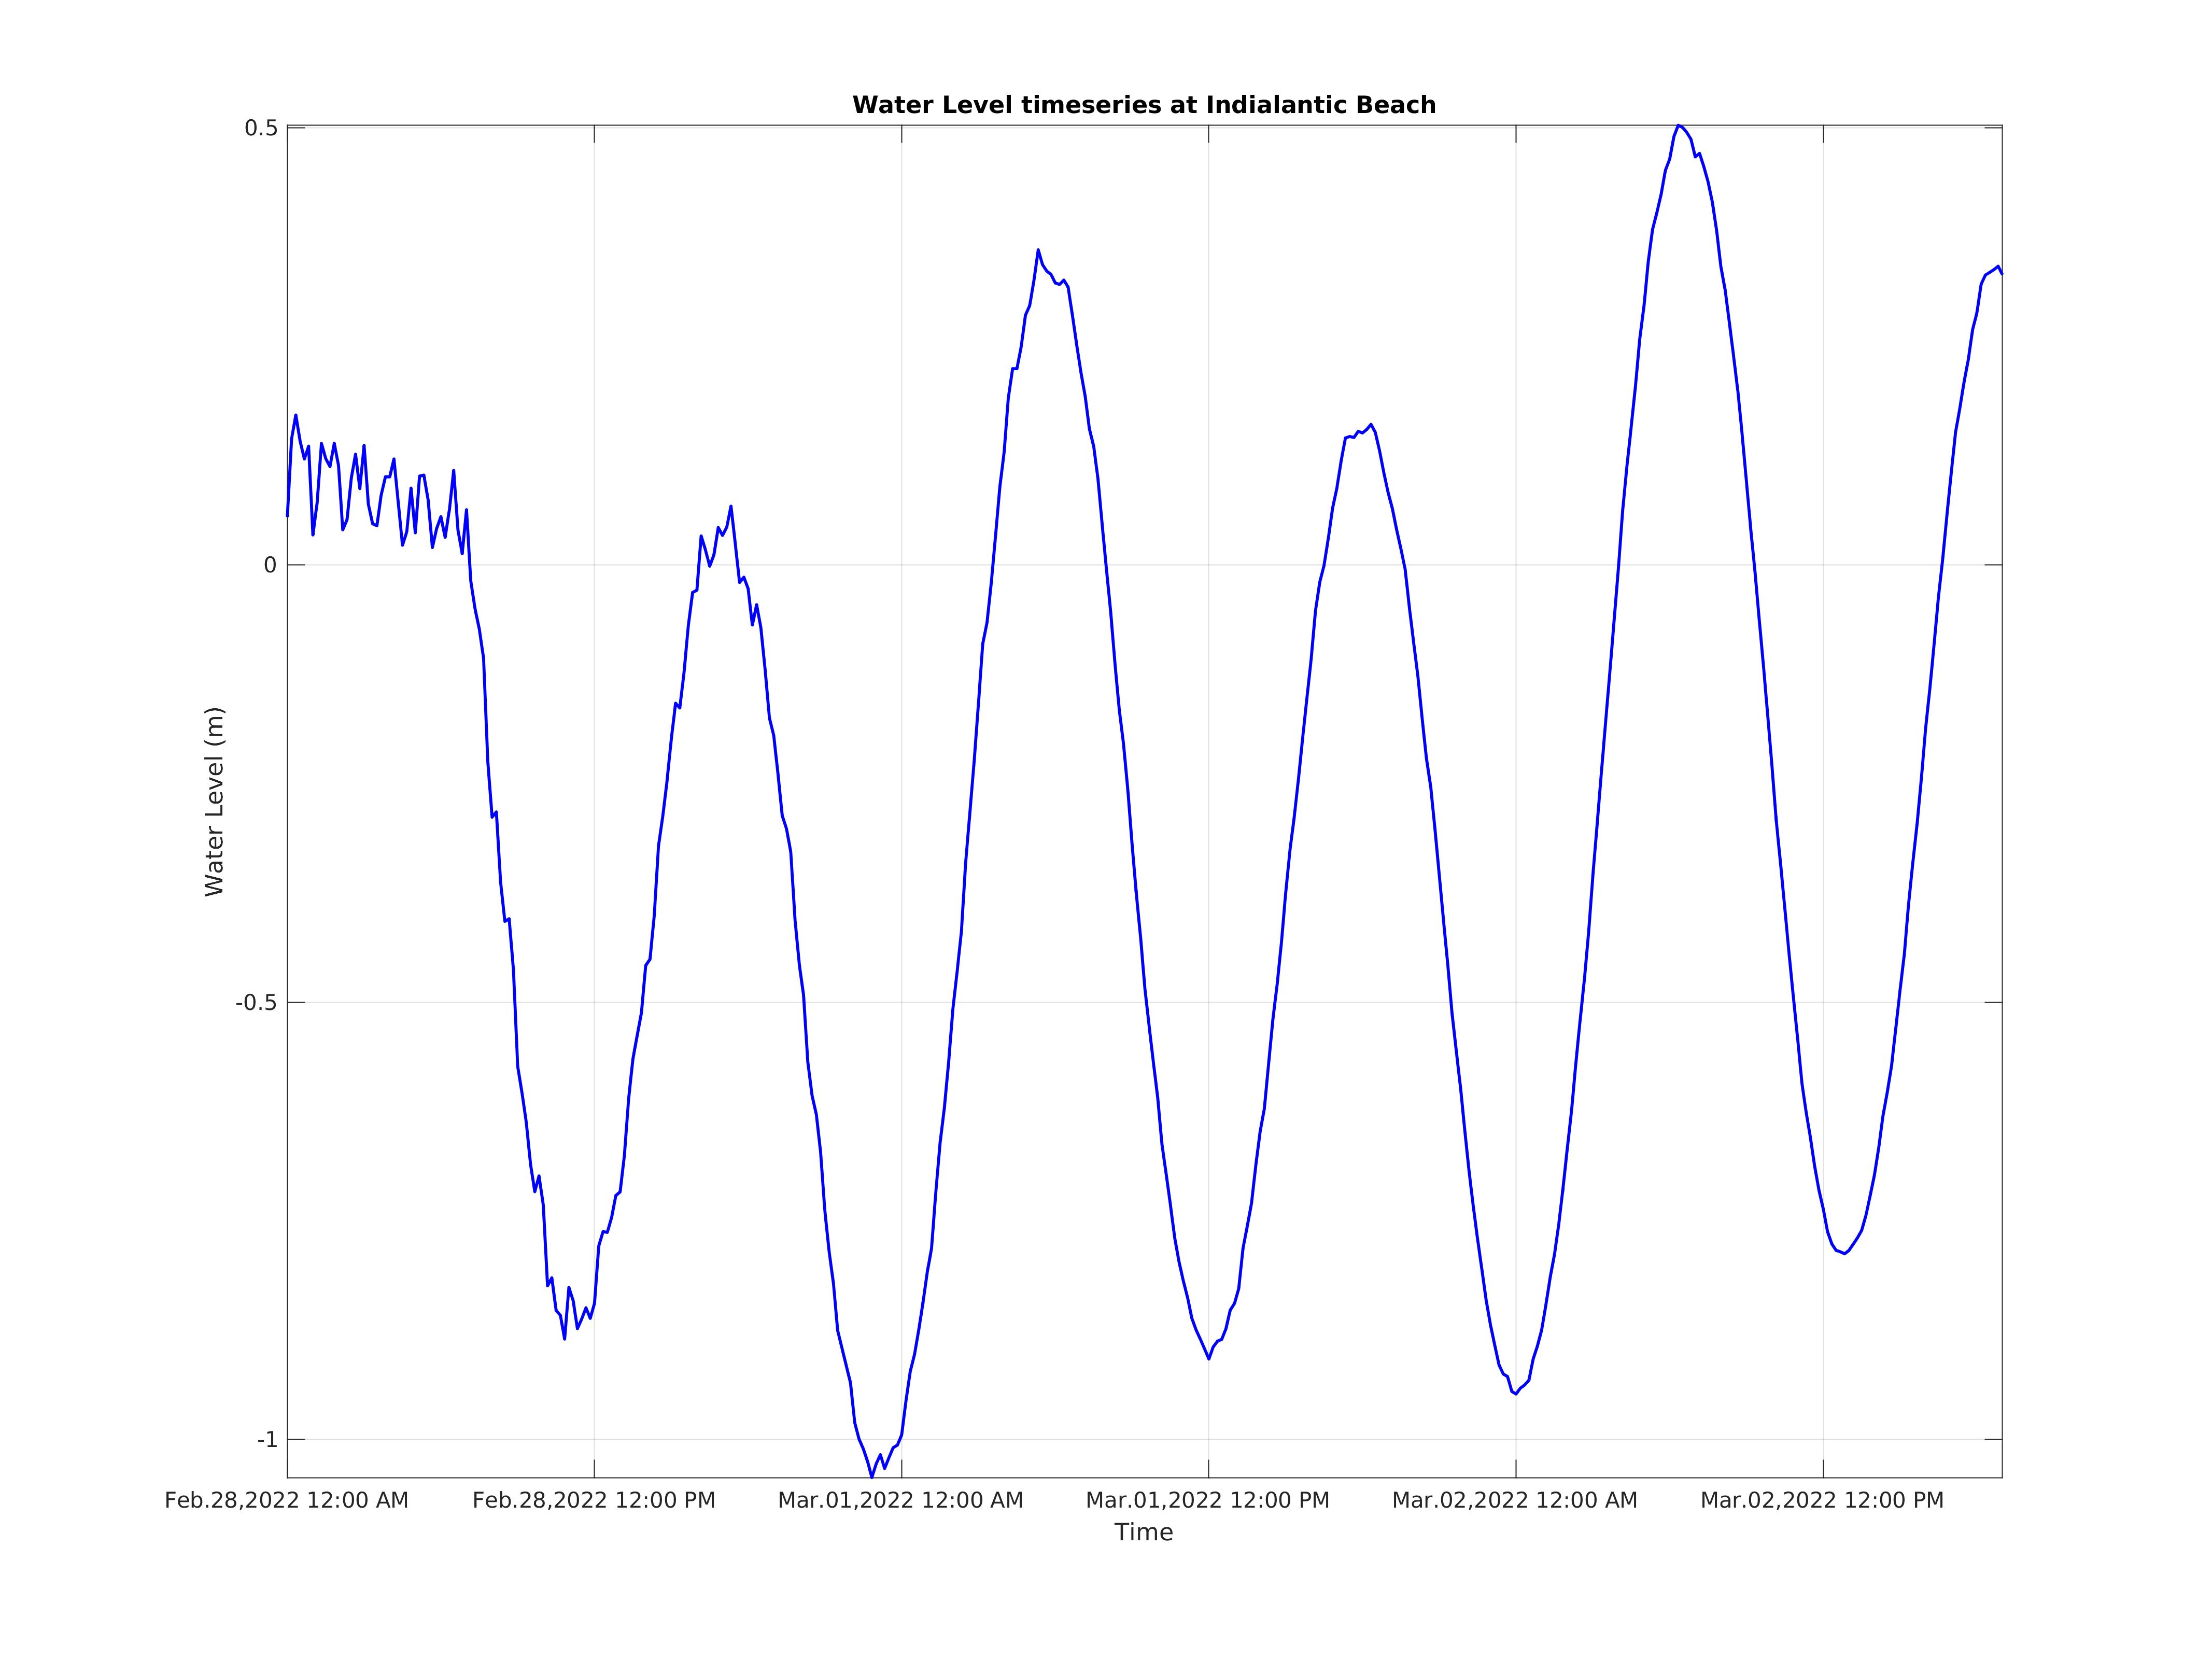 Water Level timeseries at Indialantic Beach
0.5
0
-0.5
-1
Water Level (m)
Feb.28,2022 12:00 AM
Feb.28,2022 12:00 PM
Mar.01,2022 12:00 AM
Mar.01,2022 12:00 PM
Mar.02,2022 12:00 AM
Mar.02,2022 12:00 PM
Time